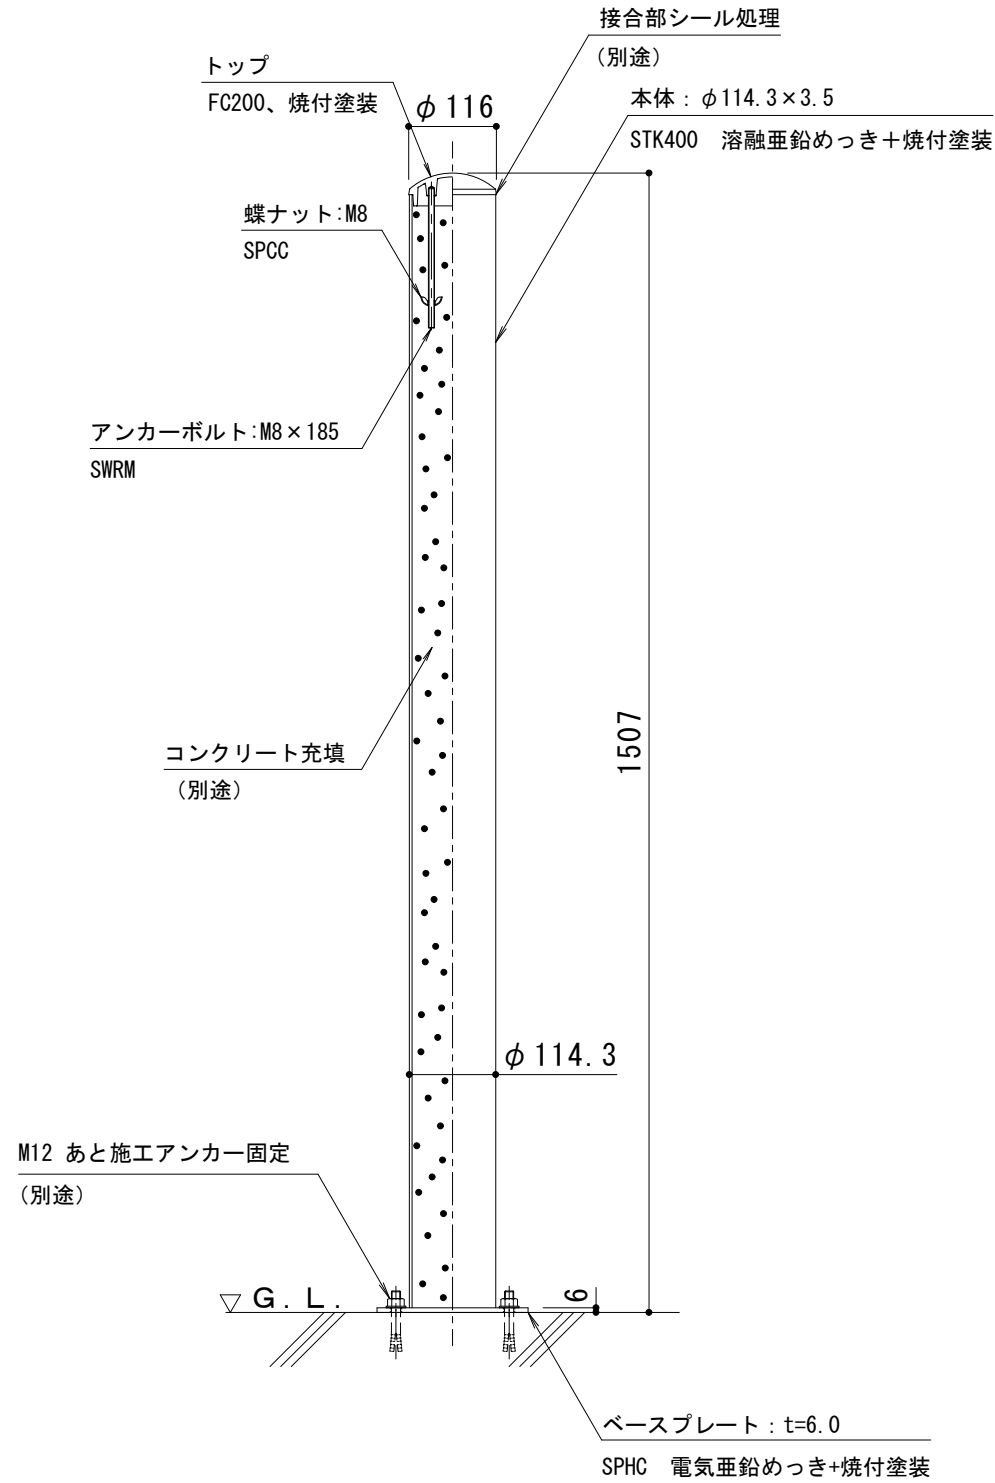 接合部シール処理
(別途)
トップ
FC200、焼付塗装
φ116
本体：φ114.3×3.5
STK400　溶融亜鉛めっき＋焼付塗装
蝶ナット:M8
SPCC
アンカーボルト:M8×185
SWRM
1507
コンクリート充填
(別途)
φ114.3
M12 あと施工アンカー固定
(別途)
G.L.
6
ベースプレート：t=6.0
SPHC　電気亜鉛めっき+焼付塗装